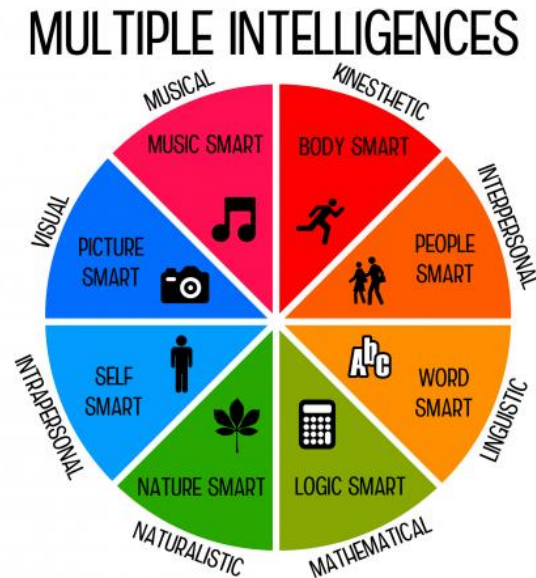 MULTIPLE INTELLIGENCES
MUSICAL
MUSIC SMART
KINESTHETIC
BODY SMART
INTERPERSONAL
PEOPLE
SMART
LINGUISTIC
AbC
WORD
SMART
MATHEMATICAL
LOGIC SMART
NATURALISTIC
NATURE SMART
INTRAPERSONAL
SELF
SMART
VISUAL
PICTURE
SMART